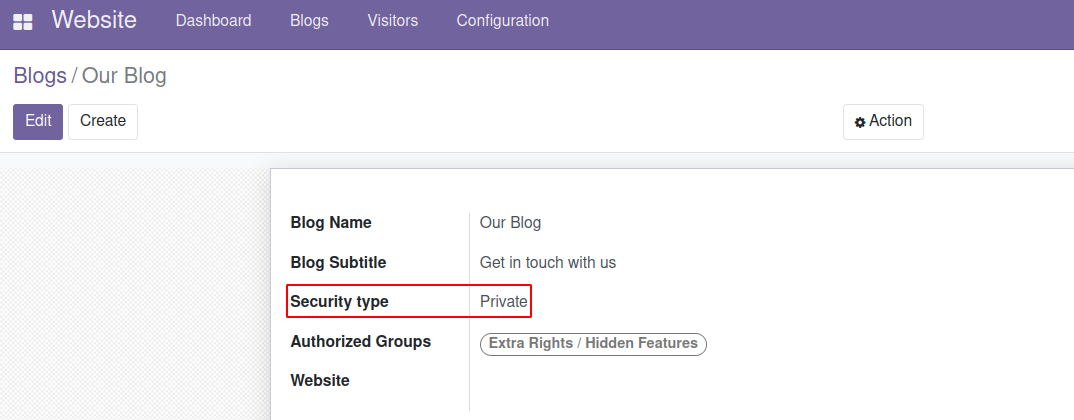 Website Dashboard Blogs Visitors Configuration
Blogs / Our Blog
Edit Create Action
Blog Name Our Blog
Blog Subtitle Get in touch with us
Security type Private
Authorized Groups Extra Rights / Hidden Features
Website